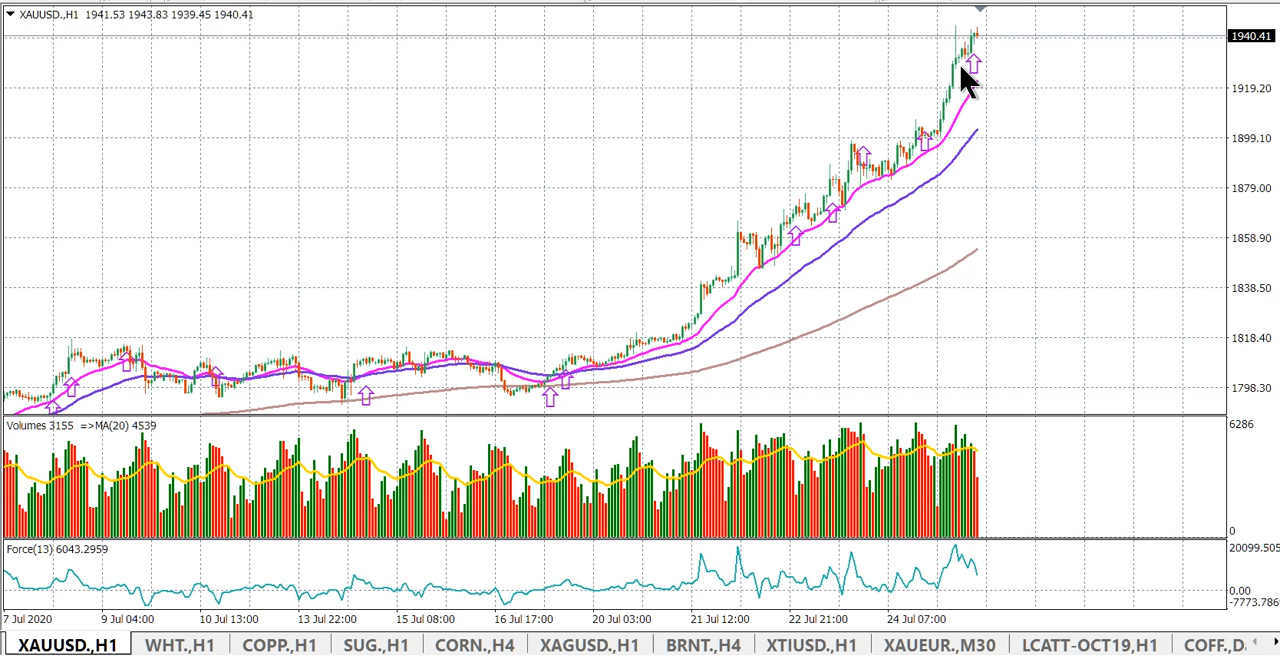 XAUUSD.,H1 1941.53 1943.83 1939.45 1940.41
1940.41
1919.20
1899.10
1879.00
1858.90
1838.50
1818.40
1798.30
Volumes 3155 =>MA(20) 4539
6286
0
Force(13) 6043.2959
20099.505
0.00
-7773.786
7 Jul 2020 9 Jul 04:00 10 Jul 13:00 13 Jul 22:00 15 Jul 08:00 16 Jul 17:00 20 Jul 03:00 21 Jul 12:00 22 Jul 21:00 24 Jul 07:00
XAUUSD.,H1 WHT.,H1 COPP.,H1 SUG.,H1 CORN.,H4 XAGUSD.,H1 BRNT.,H4 XTIUSD.,H1 XAUEUR.,M30 LCATT-OCT19,H1 COFF.,D